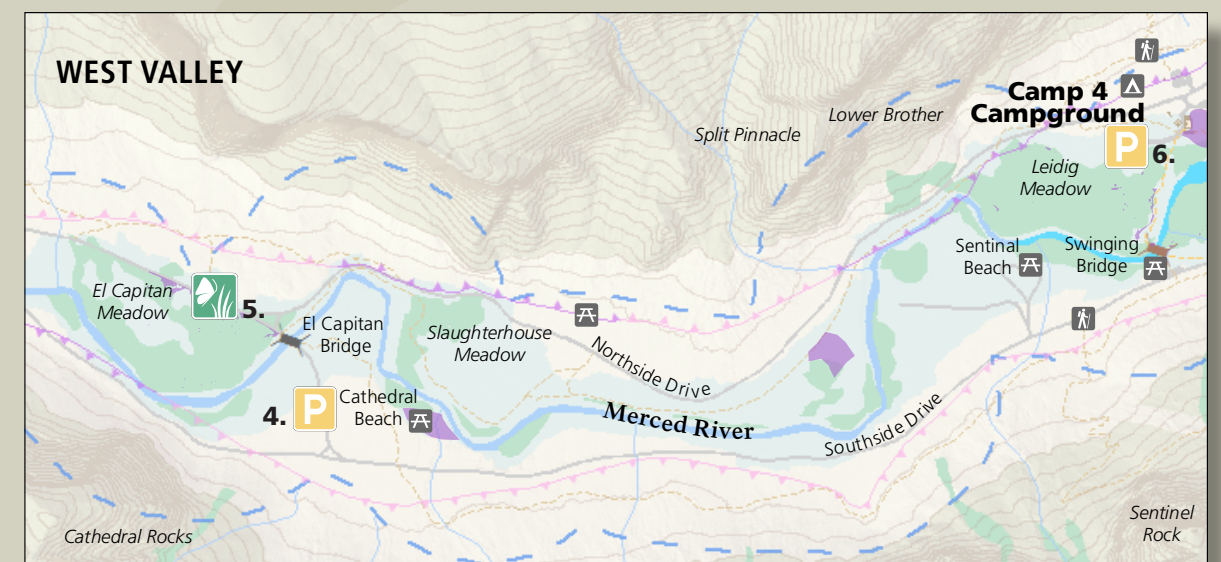 WEST VALLEY
Camp 4
Campground
P
6.
Lower Brother
Split Pinnacle
Leidig
Meadow
Sentinal
Beach
Swinging
Bridge
El Capitan
Meadow
5.
El Capitan
Bridge
Slaughterhouse
Meadow
Northside Drive
4.
P
Cathedral
Beach
Merced River
Southside Drive
Cathedral Rocks
Sentinel
Rock